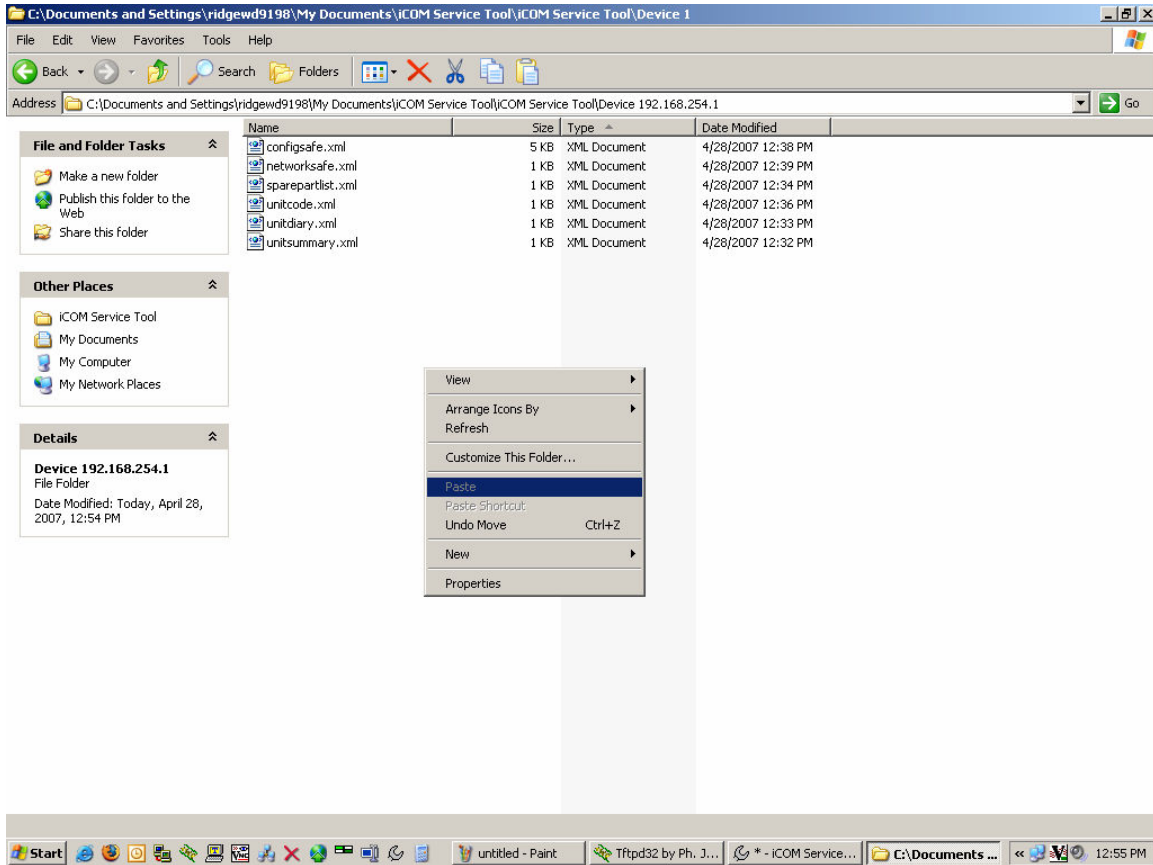 C:\Documents and Settings\ridgewd9198\My Documents\iCOM Service Tool\iCOM Service Tool\Device 1
File Edit View Favorites Tools Help
Back Search Folders
Address C:\Documents and Settings\ridgewd9198\My Documents\iCOM Service Tool\iCOM Service Tool\Device 192.168.254.1 Go
File and Folder Tasks
Make a new folder
Publish this folder to the
Web
Share this folder
Other Places
iCOM Service Tool
My Documents
My Computer
My Network Places
Details
Device 192.168.254.1
File Folder
Date Modified: Today, April 28,
2007, 12:54 PM
Name Size Type Date Modified
configsafe.xml 5 KB XML Document 4/28/2007 12:38 PM
networksafe.xml 1 KB XML Document 4/28/2007 12:39 PM
sparepartlist.xml 1 KB XML Document 4/28/2007 12:34 PM
unitcode.xml 1 KB XML Document 4/28/2007 12:36 PM
unitdiary.xml 1 KB XML Document 4/28/2007 12:33 PM
unitsummary.xml 1 KB XML Document 4/28/2007 12:32 PM
View
Arrange Icons By
Refresh
Customize This Folder...
Paste
Paste Shortcut
Undo Move Ctrl+Z
New
Properties
Start untitled - Paint Tftpd32 by Ph. J... * - iCOM Service... C:\Documents ... 12:55 PM